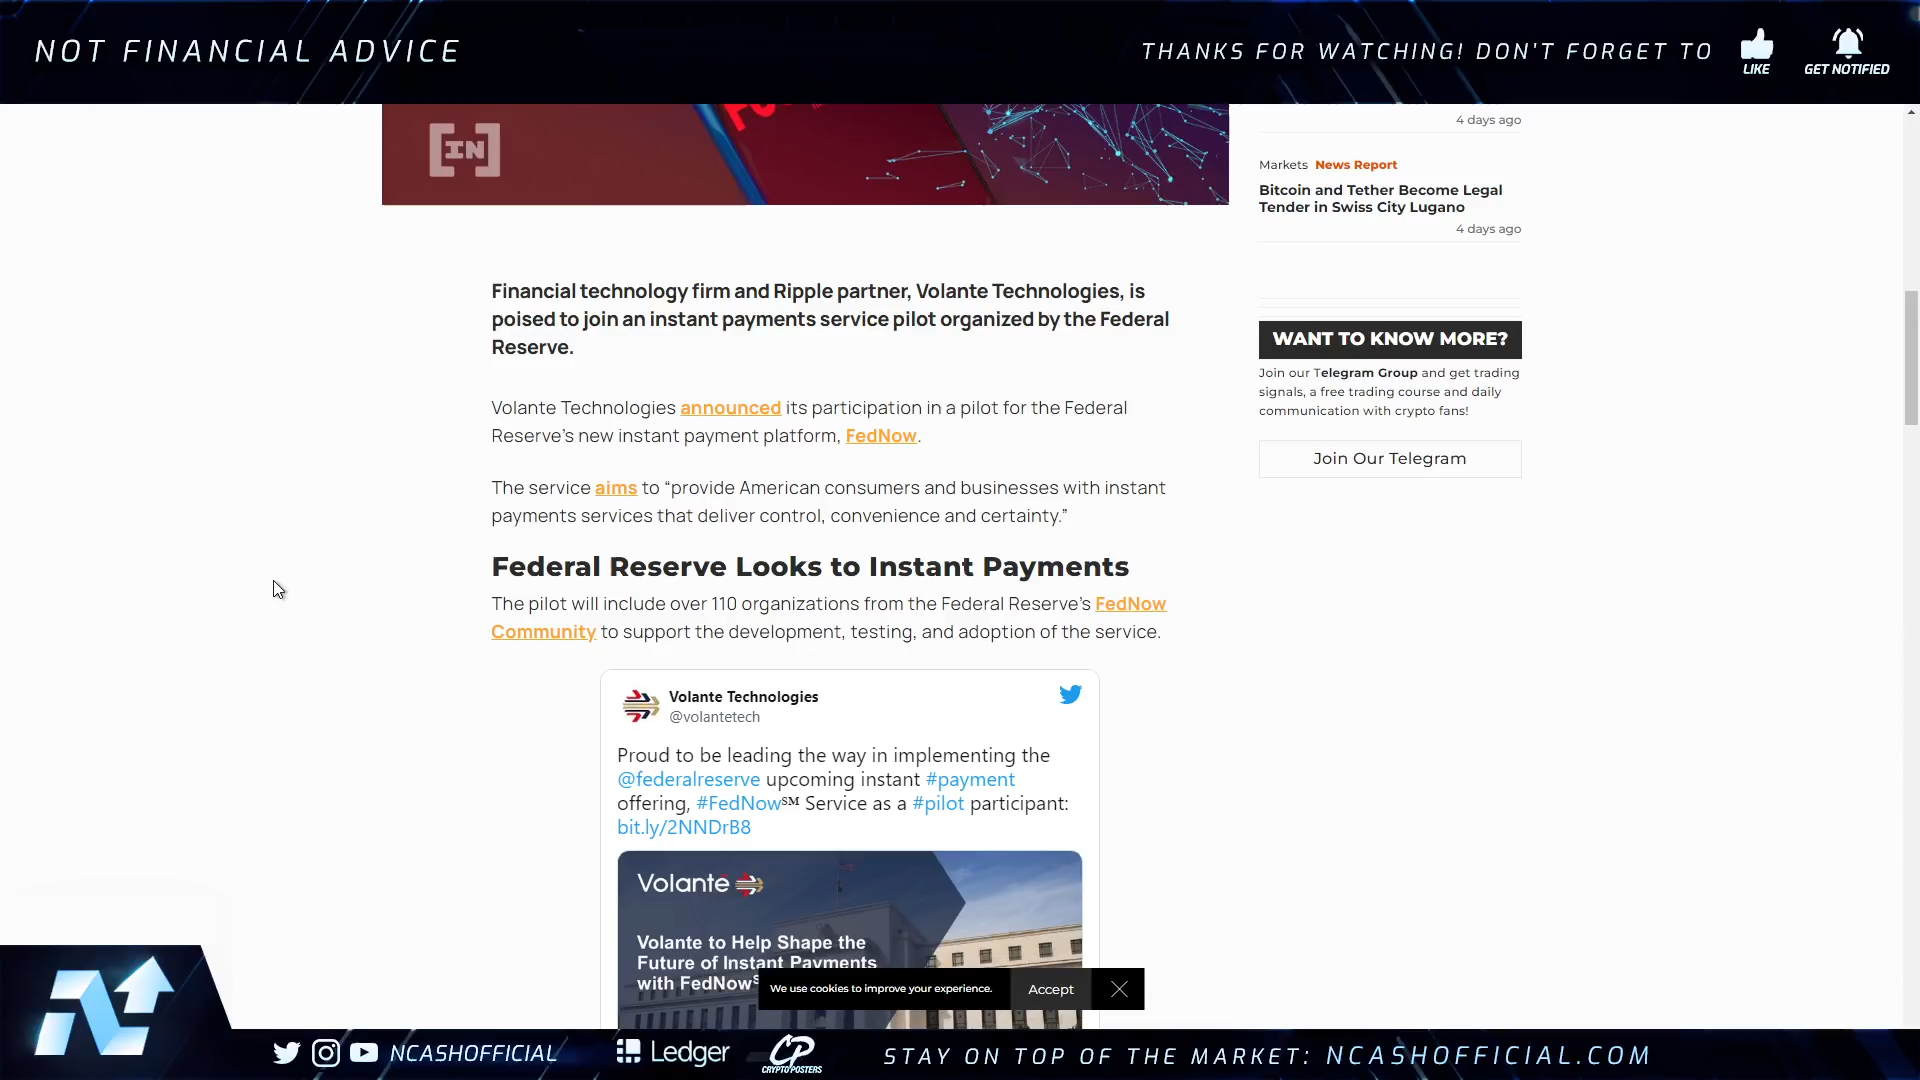 NOT FINANCIAL ADVICE
THANKS FOR WATCHING! DON'T FORGET TO
LIKE
GET NOTIFIED
IN
4 days ago
Markets News Report
Bitcoin and Tether Become Legal
Tender in Swiss City Lugano
4 days ago
Financial technology firm and Ripple partner, Volante Technologies, is
poised to join an instant payments service pilot organized by the Federal
Reserve.
WANT TO KNOW MORE?
Join our Telegram Group and get trading
signals, a free trading course and daily
communication with crypto fans!
Join Our Telegram
Volante Technologies announced its participation in a pilot for the Federal
Reserve's new instant payment platform, FedNow.
The service aims to “provide American consumers and businesses with instant
payments services that deliver control, convenience and certainty.”
Federal Reserve Looks to Instant Payments
The pilot will include over 110 organizations from the Federal Reserve's FedNow
Community to support the development, testing, and adoption of the service.
Volante Technologies
@volantetech
Proud to be leading the way in implementing the
@federalreserve upcoming instant #payment
offering, #FedNow℠ Service as a #pilot participant:
bit.ly/2NNDrB8
Volante
Volante to Help Shape the
Future of Instant Payments
with FedNow
We use cookies to improve your experience.
Accept
NCASHOFFICIAL
Ledger
CP
CRYPTOPOSTERS
STAY ON TOP OF THE MARKET: NCASHOFFICIAL.COM